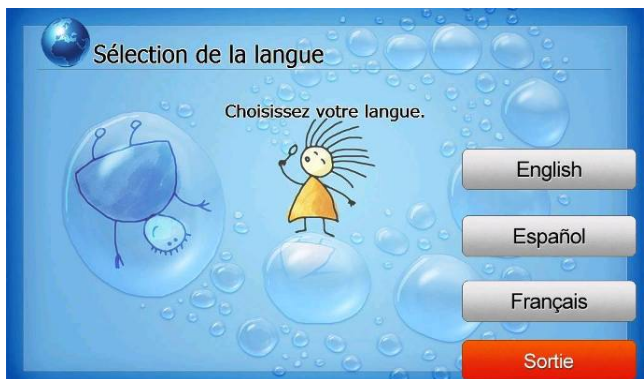 Sélection de la langue
Choisissez votre langue.
English
Español
Français
Sortie